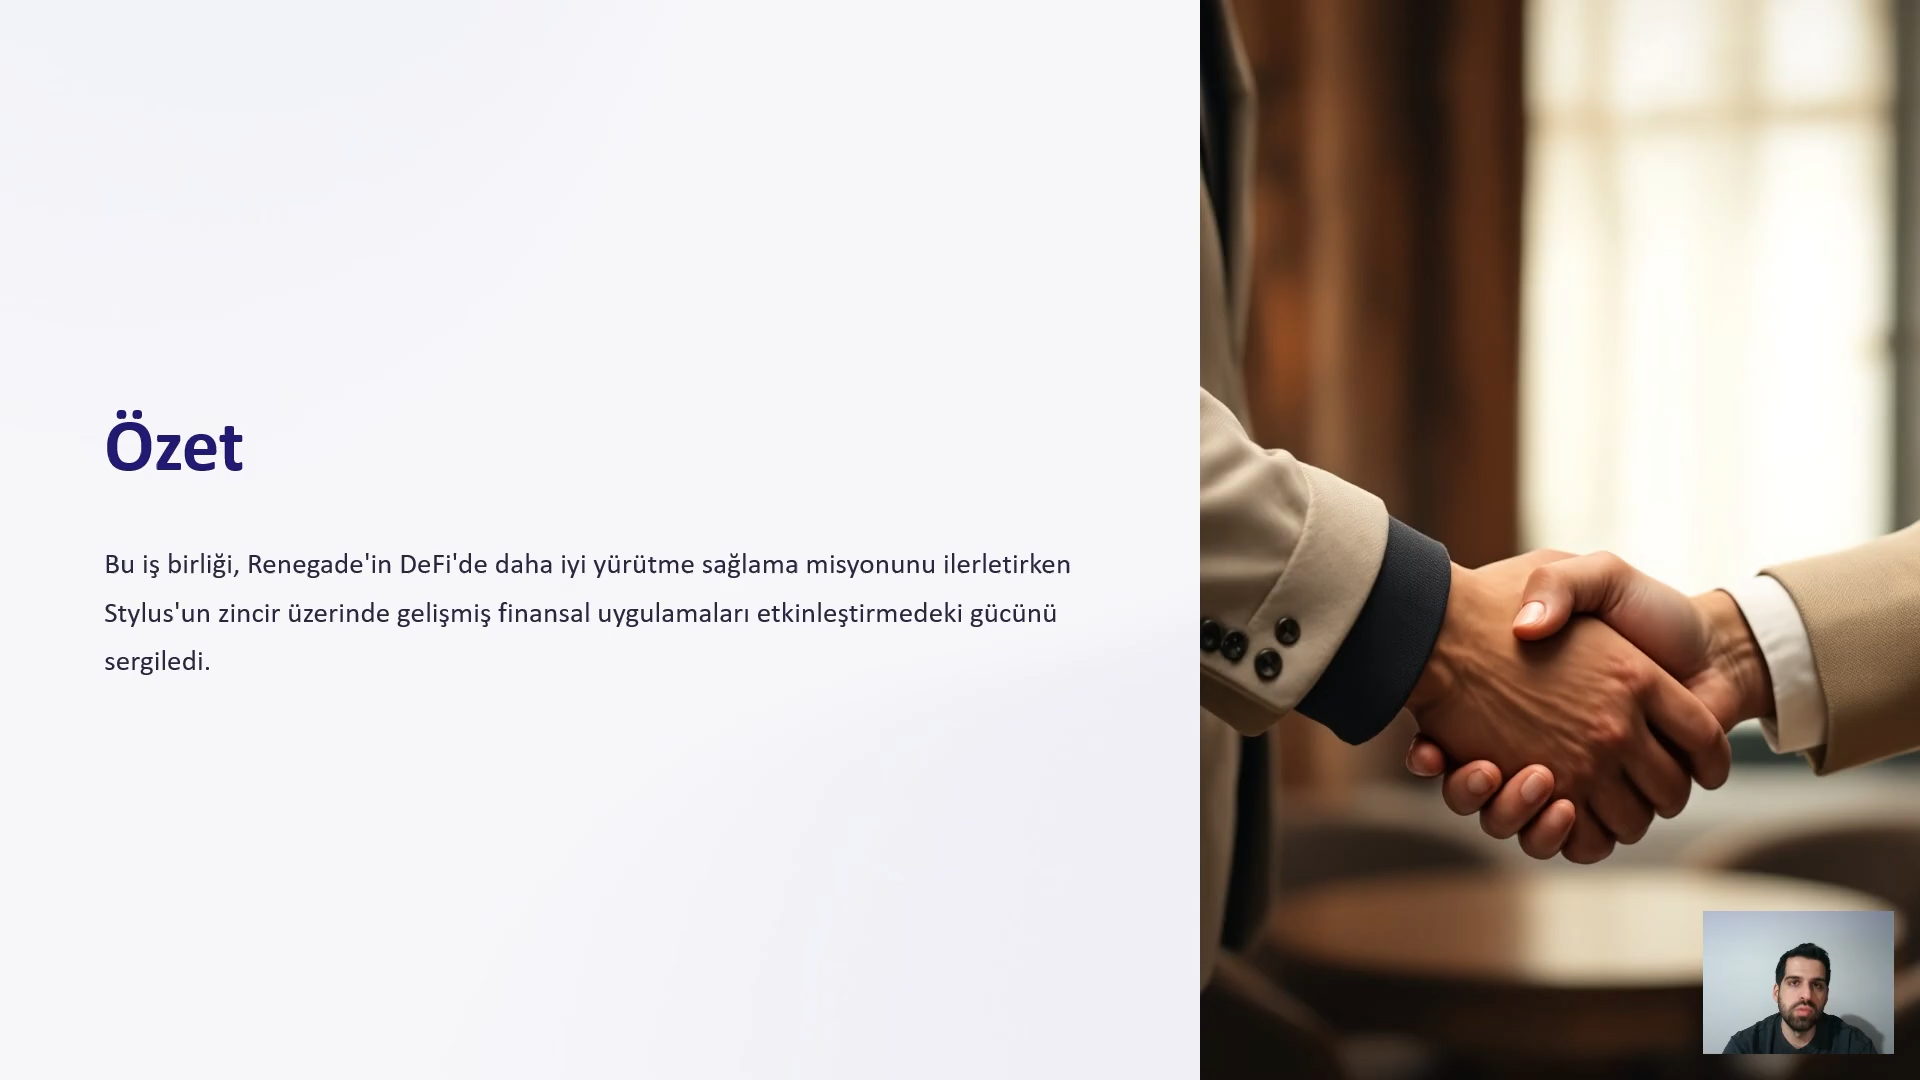 Özet
Bu iş birliği, Renegade'in DeFi'de daha iyi yürütme sağlama misyonunu ilerletirken
Stylus'un zincir üzerinde gelişmiş finansal uygulamaları etkinleştirmedeki gücünü
sergiledi.